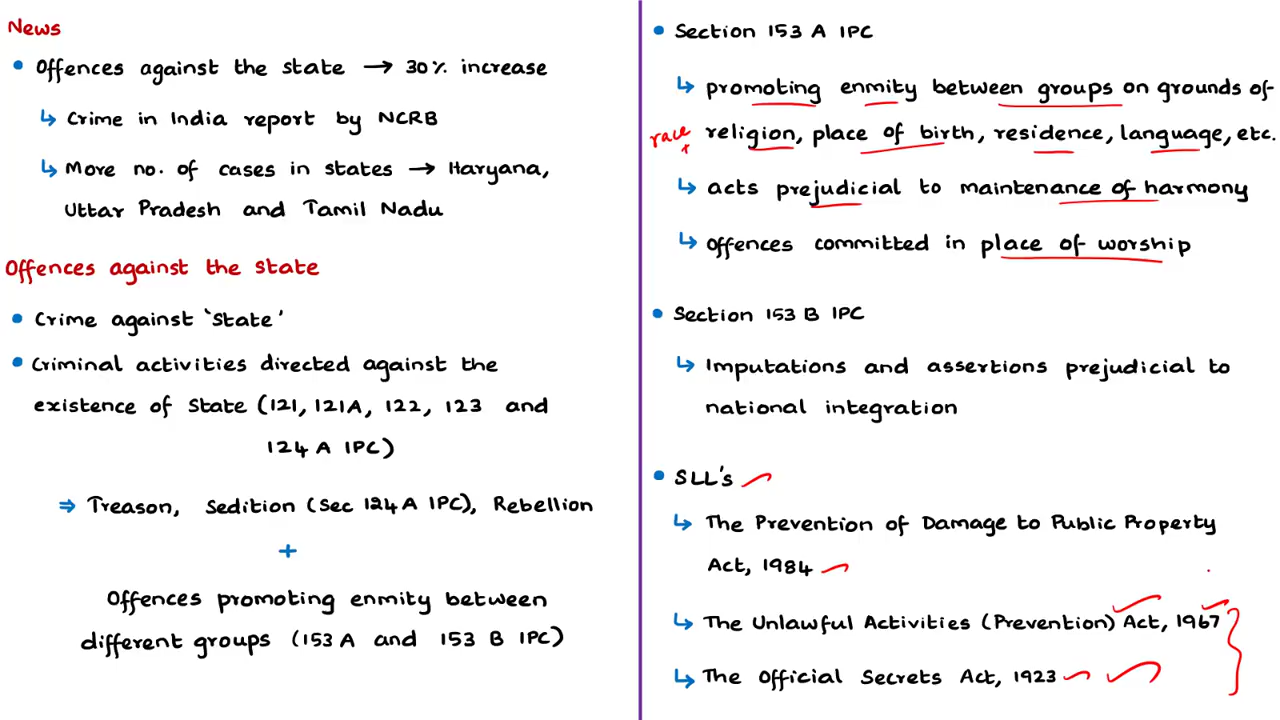 News
• Offences against the state → 30% increase
↳ Crime in India report by NCRB
↳ More no. of cases in states → Haryana,
Uttar Pradesh and Tamil Nadu
Offences against the state
• Crime against 'State'
• Criminal activities directed against the
existence of State (121, 121A, 122, 123 and
124 A IPC)
⇒ Treason, Sedition (Sec 124 A IPC), Rebellion
+
Offences promoting enmity between
different groups (153 A and 153 B IPC)
• Section 153 A IPC
↳ promoting enmity between groups on grounds of
race + religion, place of birth, residence, language, etc.
↳ acts prejudicial to maintenance of harmony
↳ offences committed in place of worship
• Section 153 B IPC
↳ Imputations and assertions prejudicial to
national integration
• SLL's
↳ The Prevention of Damage to Public Property
Act, 1984
↳ The Unlawful Activities (Prevention) Act, 1967
↳ The Official Secrets Act, 1923